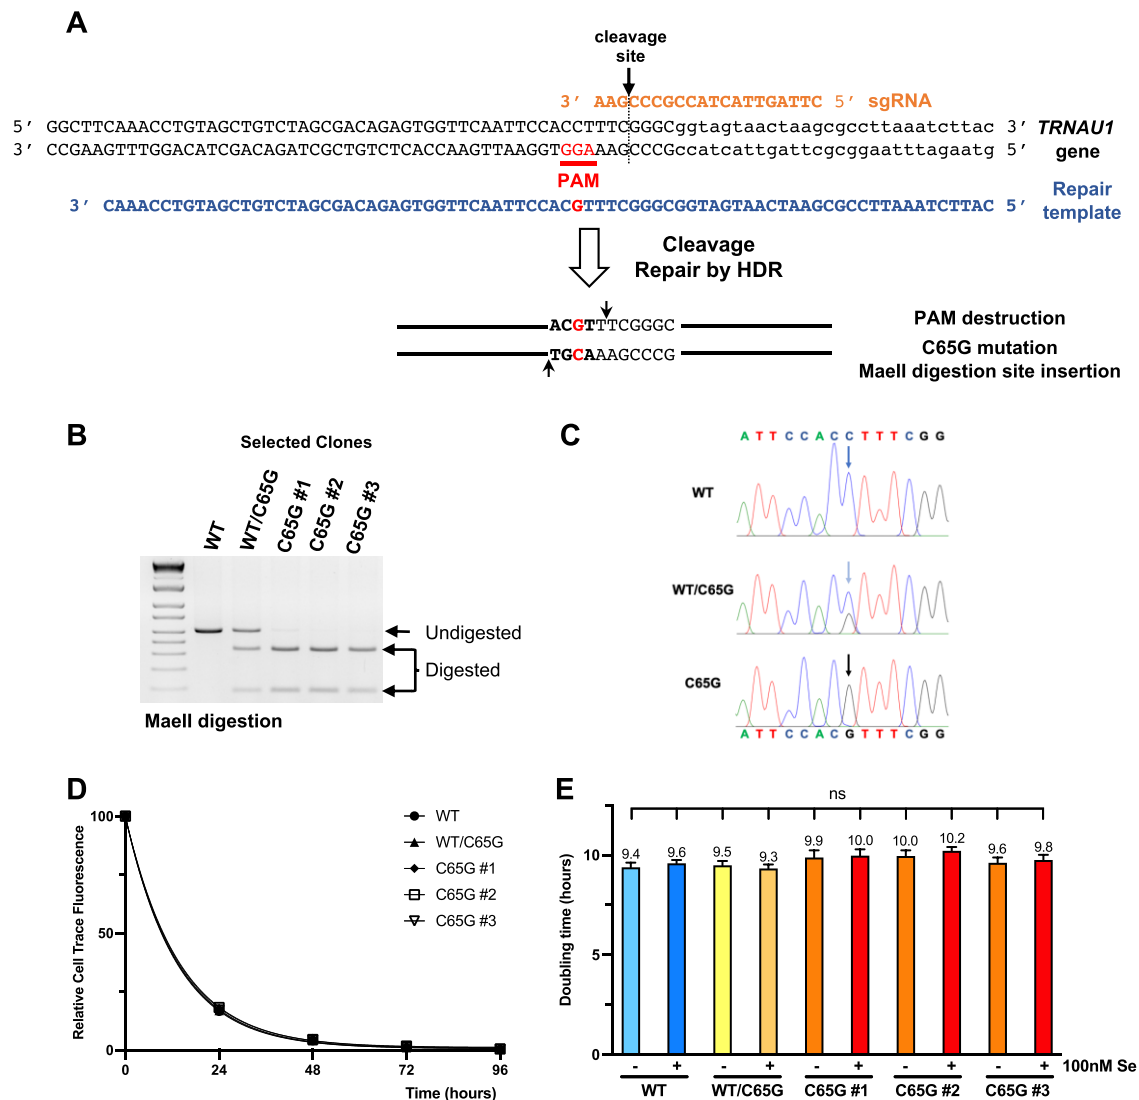 A
cleavage
site
3′ AAGCCCGCCATCATTGATTC 5′ sgRNA
5′ GGCTTCAAACCTGTAGCTGTCTAGCGACAGAGTGGTTCAATTCCACCTTTCGGGCggtagtaactaagcgccttaaatcttac 3′ TRNAU1
3′ CCGAAGTTTGGACATCGACAGATCGCTGTCTCACCAAGTTAAGGTGGAAAGCCCGccatcattgattcgcggaatttagaatg 5′ gene
PAM
Repair
3′ CAAACCTGTAGCTGTCTAGCGACAGAGTGGTTCAATTCCACGTTTCGGGCGGTAGTAACTAAGCGCCTTAAATCTTAC 5′ template
Cleavage
Repair by HDR
ACGTTTCGGGC
TGCAAAGCCCG
PAM destruction
C65G mutation
MaeII digestion site insertion
B
Selected Clones
WT
WT/C65G
C65G #1
C65G #2
C65G #3
Undigested
Digested
MaeII digestion
C
A T T C C A C C T T T C G G
WT
WT/C65G
C65G
A T T C C A C G T T T C G G
D
Relative Cell Trace Fluorescence
100
50
0
0 24 48 72 96
Time (hours)
WT
WT/C65G
C65G #1
C65G #2
C65G #3
E
ns
Doubling time (hours)
10
5
0
9.4 9.6 9.5 9.3 9.9 10.0 10.0 10.2 9.6 9.8
- + - + - + - + - + 100nM Se
WT WT/C65G C65G #1 C65G #2 C65G #3